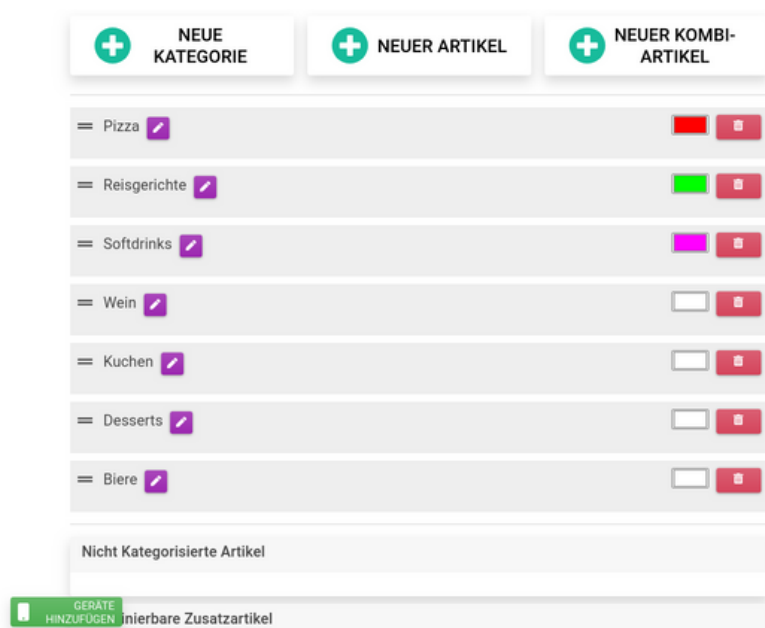 NEUE
KATEGORIE
NEUER ARTIKEL
NEUER KOMBI-
ARTIKEL
Pizza
Reisgerichte
Softdrinks
Wein
Kuchen
Desserts
Biere
Nicht Kategorisierte Artikel
GERÄTE
HINZUFÜGEN
inierbare Zusatzartikel